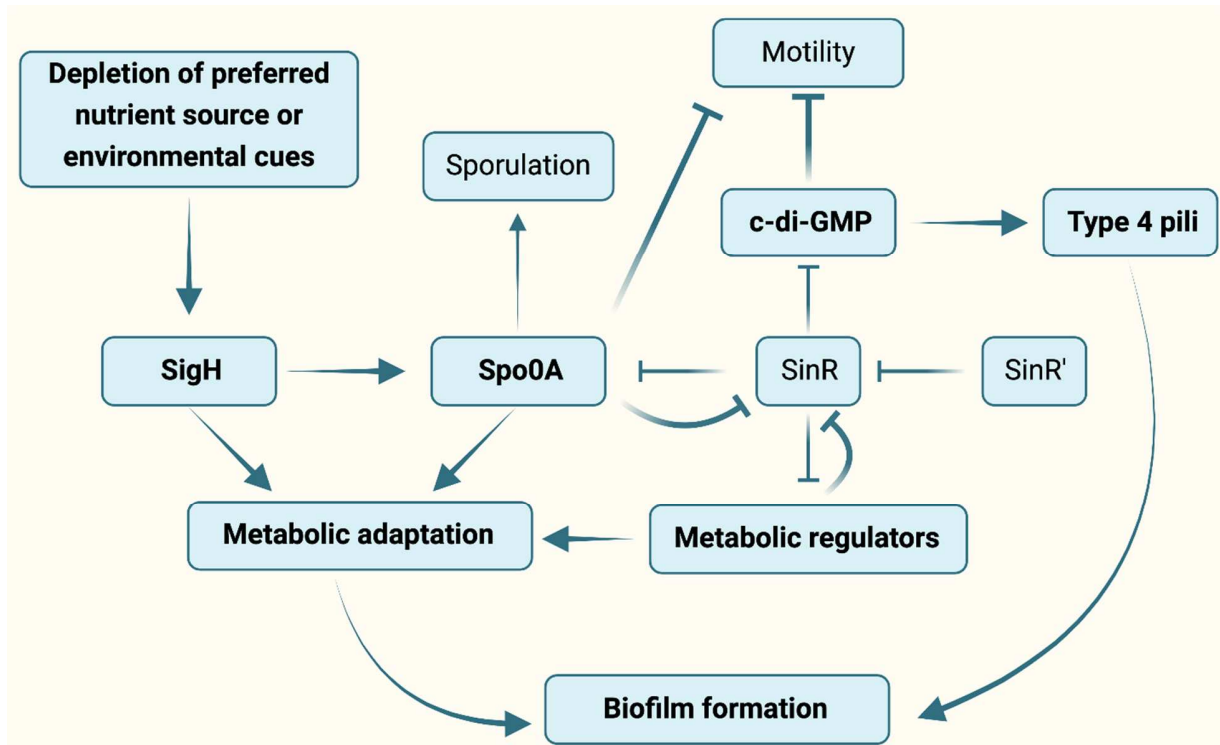 Motility
Depletion of preferred
nutrient source or
environmental cues
Sporulation
c-di-GMP
Type 4 pili
SigH
Spo0A
SinR
SinR'
Metabolic adaptation
Metabolic regulators
Biofilm formation